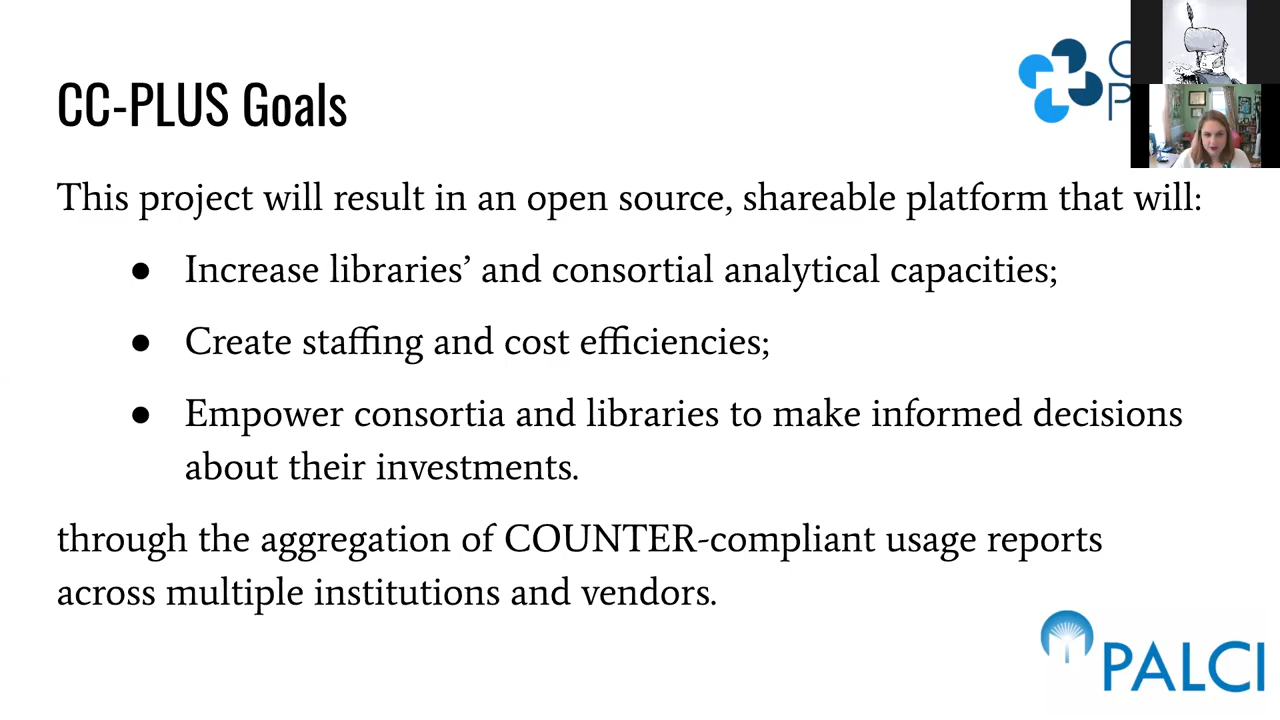 CC-PLUS Goals
This project will result in an open source, shareable platform that will:
● Increase libraries’ and consortial analytical capacities;
● Create staffing and cost efficiencies;
● Empower consortia and libraries to make informed decisions
about their investments.
through the aggregation of COUNTER-compliant usage reports
across multiple institutions and vendors.
PALCI